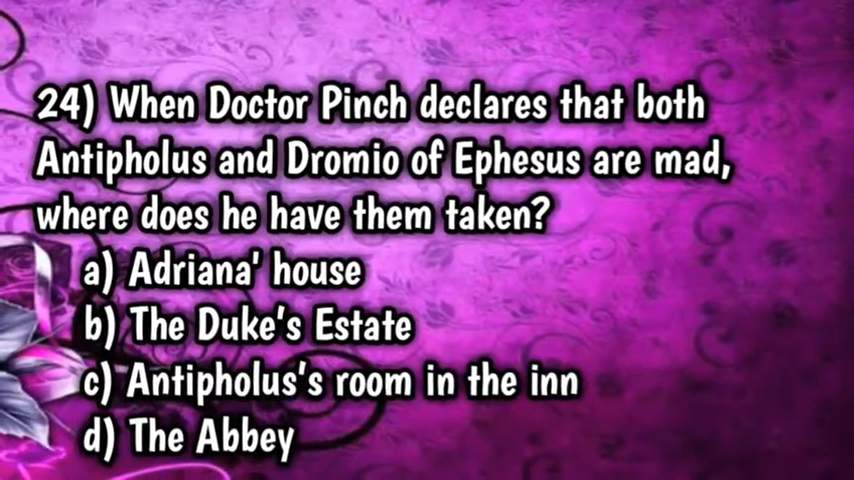 24) When Doctor Pinch declares that both
Antipholus and Dromio of Ephesus are mad,
where does he have them taken?
a) Adriana' house
b) The Duke's Estate
c) Antipholus's room in the inn
d) The Abbey